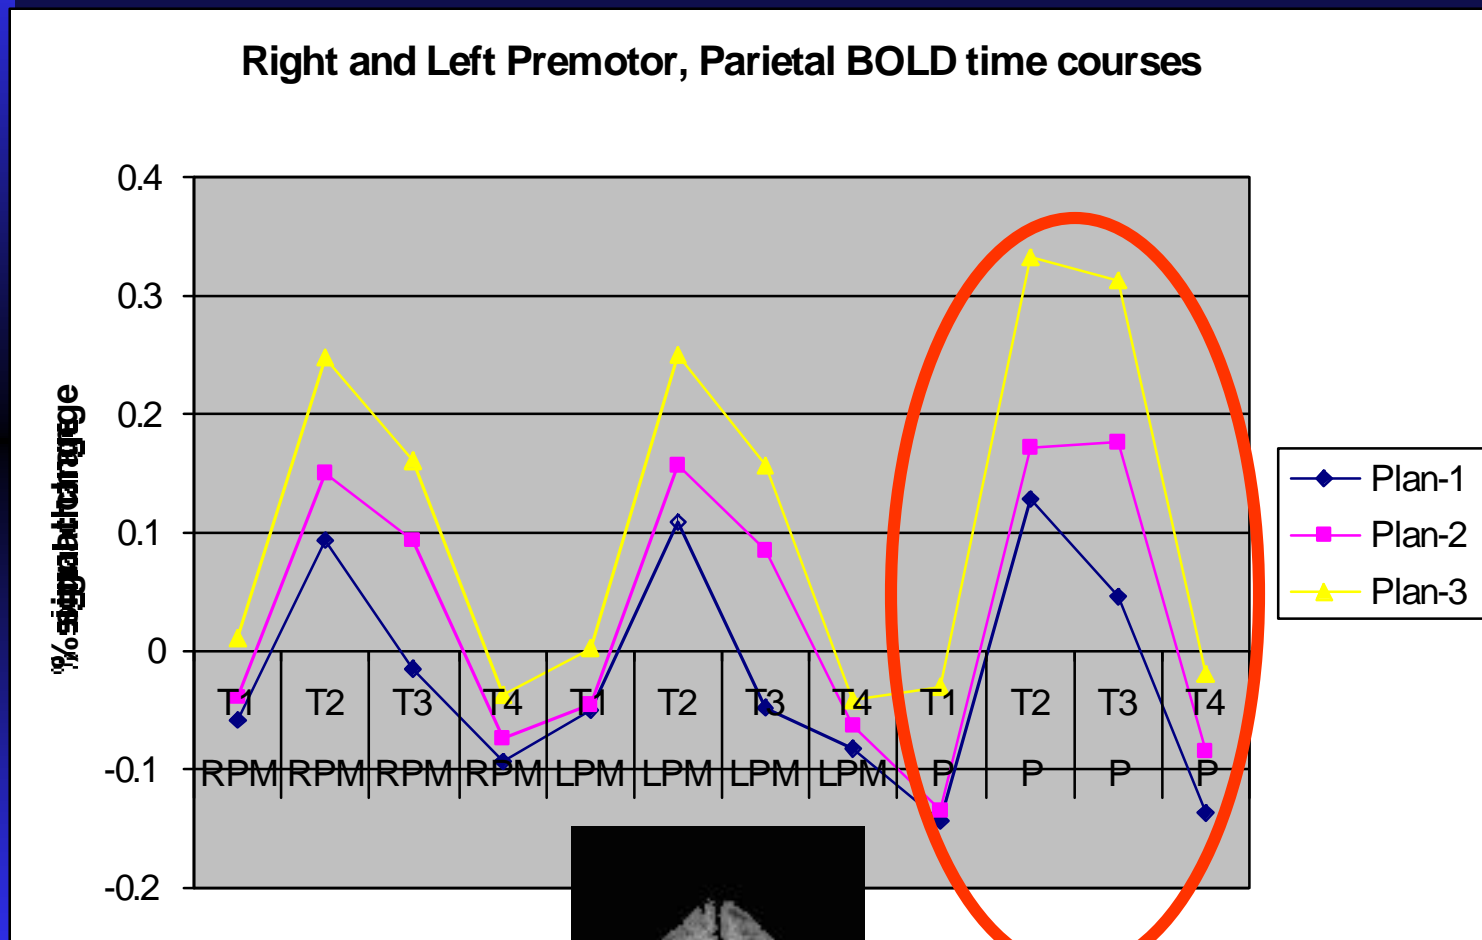 Right and Left Premotor, Parietal BOLD time courses
0.4
0.3
0.2
0.1
0
-0.1
-0.2
T1 T2 T3 T4 T1 T2 T3 T4 T1 T2 T3 T4
RPM RPM RPM RPM LPM LPM LPM LPM P P P P
Plan-1
Plan-2
Plan-3